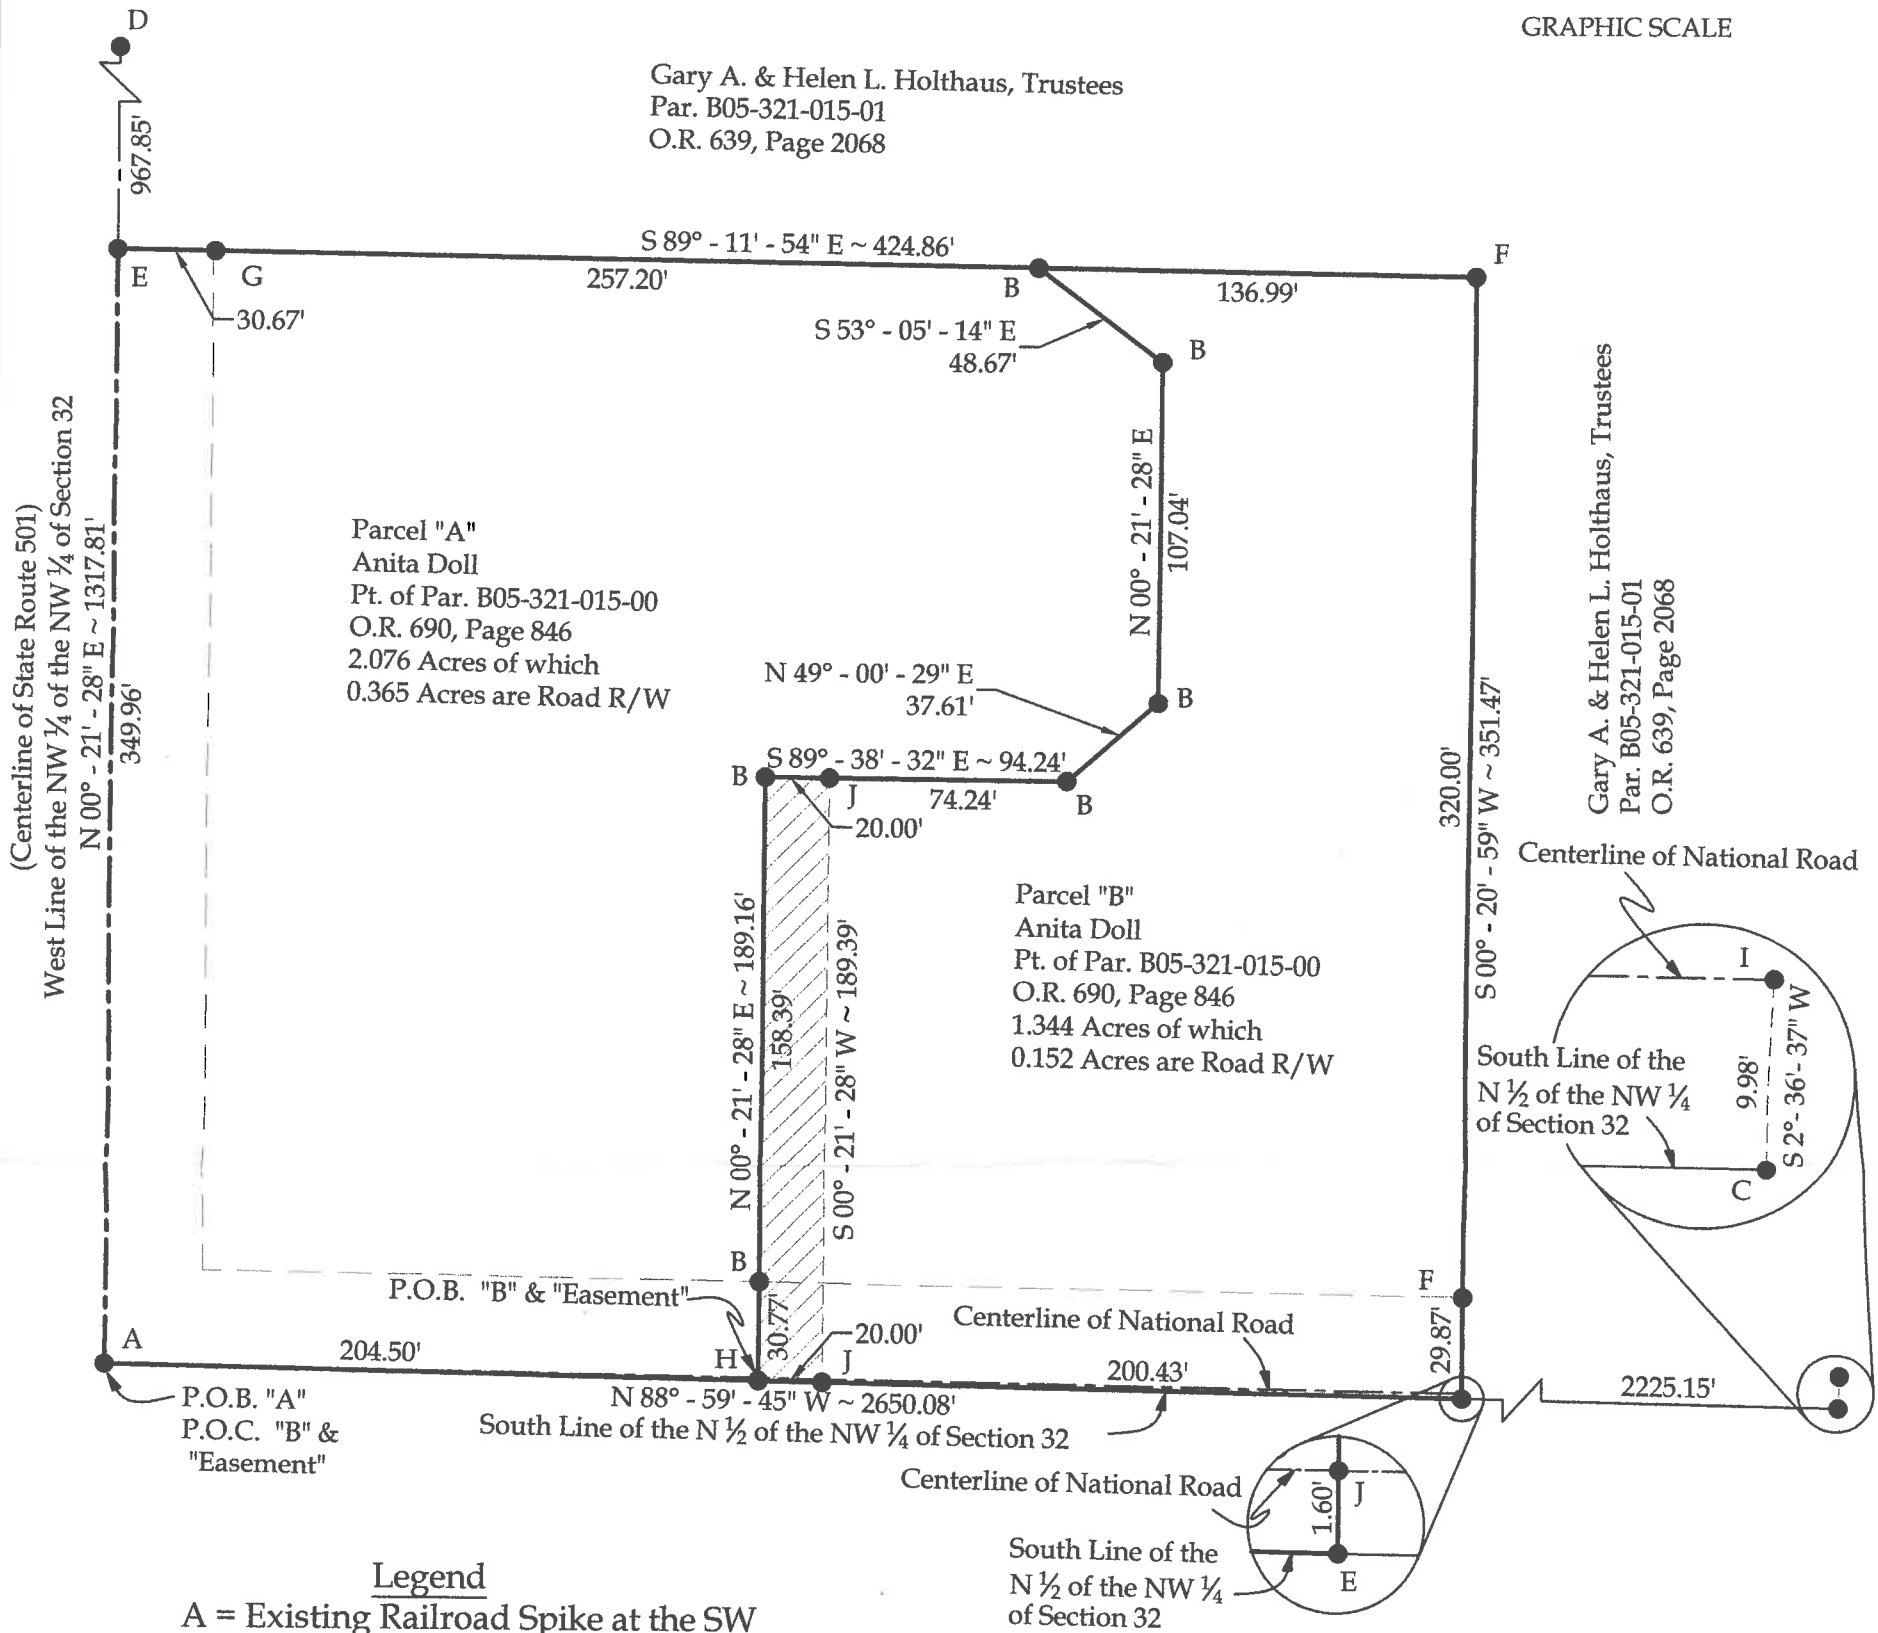 GRAPHIC SCALE
D
967.85'
Gary A. & Helen L. Holthaus, Trustees
Par. B05-321-015-01
O.R. 639, Page 2068
S 89° - 11' - 54" E ~ 424.86'
E
G
257.20'
B
136.99'
F
30.67'
S 53° - 05' - 14" E
48.67'
B
(Centerline of State Route 501)
West Line of the NW ¼ of the NW ¼ of Section 32
N 00° - 21' - 28" E ~ 1317.81'
349.96'
Parcel "A"
Anita Doll
Pt. of Par. B05-321-015-00
O.R. 690, Page 846
2.076 Acres of which
0.365 Acres are Road R/W
N 00° - 21' - 28" E
107.04'
N 49° - 00' - 29" E
37.61'
B
S 89° - 38' - 32" E ~ 94.24'
B
J
74.24'
B
20.00'
320.00'
S 00° - 20' - 59" W ~ 351.47'
Gary A. & Helen L. Holthaus, Trustees
Par. B05-321-015-01
O.R. 639, Page 2068
N 00° - 21' - 28" E ~ 189.16'
158.39'
S 00° - 21' - 28" W ~ 189.39'
Parcel "B"
Anita Doll
Pt. of Par. B05-321-015-00
O.R. 690, Page 846
1.344 Acres of which
0.152 Acres are Road R/W
Centerline of National Road
I
South Line of the
N ½ of the NW ¼
of Section 32
9.98'
S 2°- 36'- 37" W
C
B
P.O.B. "B" & "Easement"
30.77'
F
29.87'
A
204.50'
H
J
20.00'
Centerline of National Road
200.43'
2225.15'
P.O.B. "A"
P.O.C. "B" &
"Easement"
N 88° - 59' - 45" W ~ 2650.08'
South Line of the N ½ of the NW ¼ of Section 32
Centerline of National Road
J
1.60'
E
South Line of the
N ½ of the NW ¼
of Section 32
Legend
A = Existing Railroad Spike at the SW